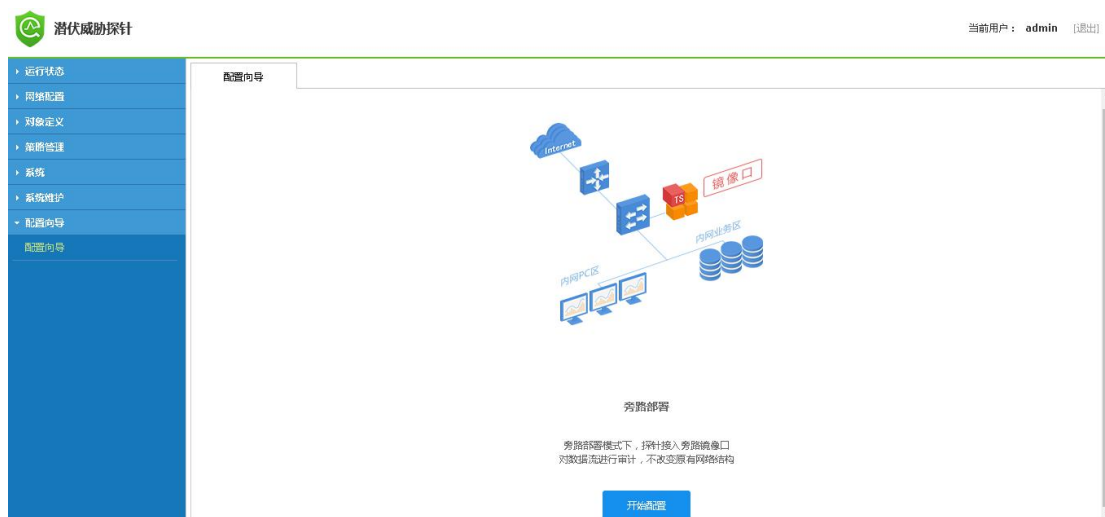 潜伏威胁探针
当前用户： admin [退出]
运行状态
网络配置
对象定义
策略管理
系统
系统维护
配置向导
配置向导
配置向导
Internet
镜像口
TS
内网业务区
内网PC区
旁路部署
旁路部署模式下，探针接入旁路镜像口
对数据流进行审计，不改变原有网络结构
开始配置